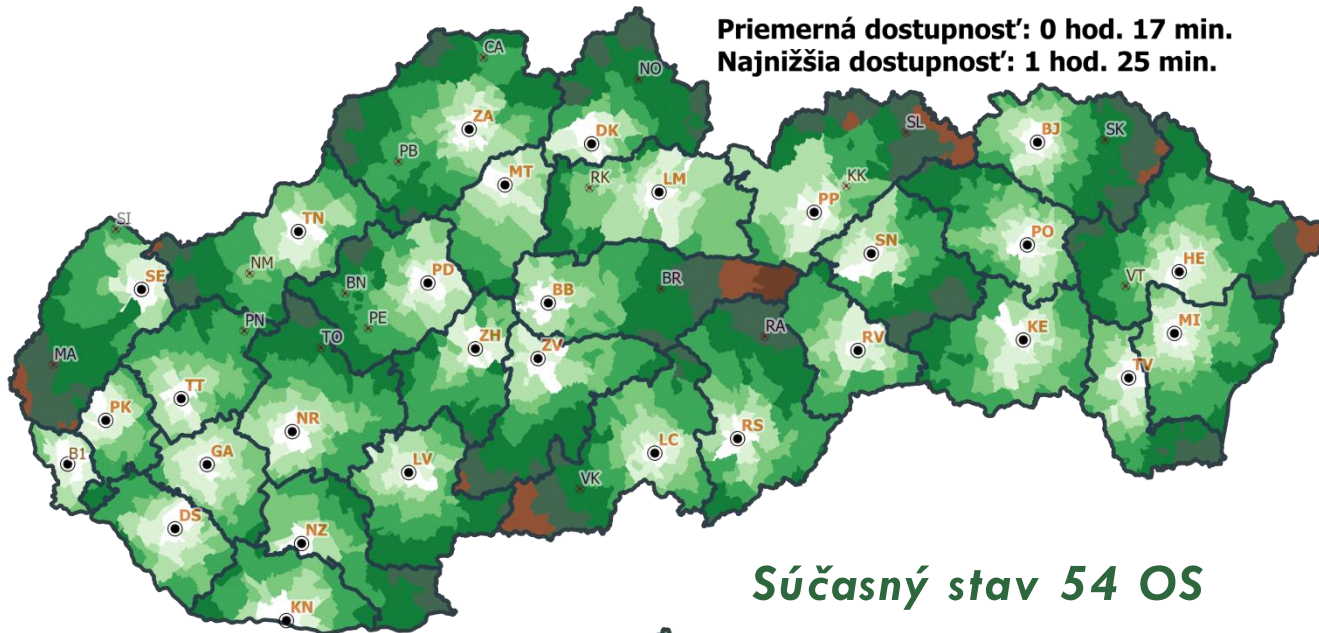 Priemerná dostupnosť: 0 hod. 17 min.
Najnižšia dostupnosť: 1 hod. 25 min.
CA
NO
ZA
DK
SL
BJ
SK
PB
MT
RK
LM
KK
PP
SI
TN
SN
PO
NM
SE
BN
PD
BB
BR
HE
VT
PN
TO
PE
ZH
ZV
RA
RV
KE
MI
MA
TT
TV
PK
NR
LC
RS
B1
GA
LV
VK
DS
NZ
KN
Súčasný stav 54 OS